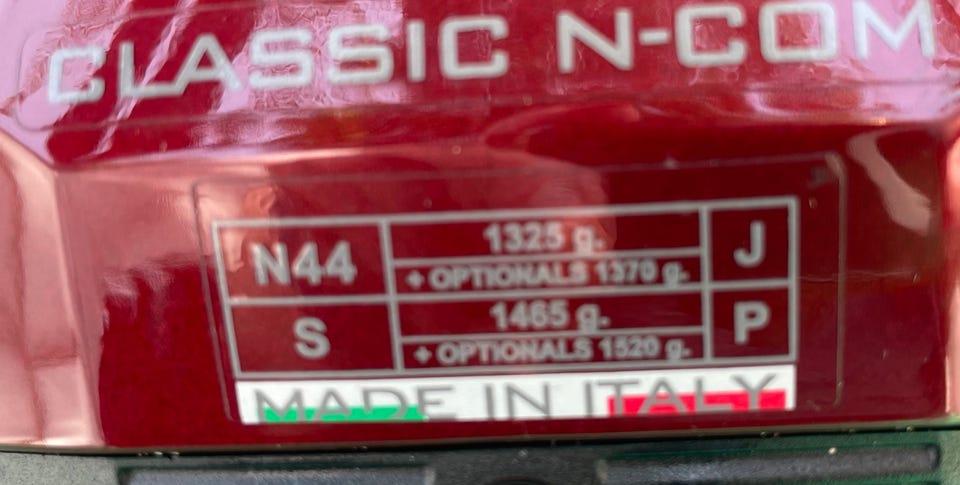 CLASSIC N-COM
N44 1325 g. J
+ OPTIONALS 1370 g.
S 1465 g. P
+ OPTIONALS 1520 g.
MADE IN ITALY